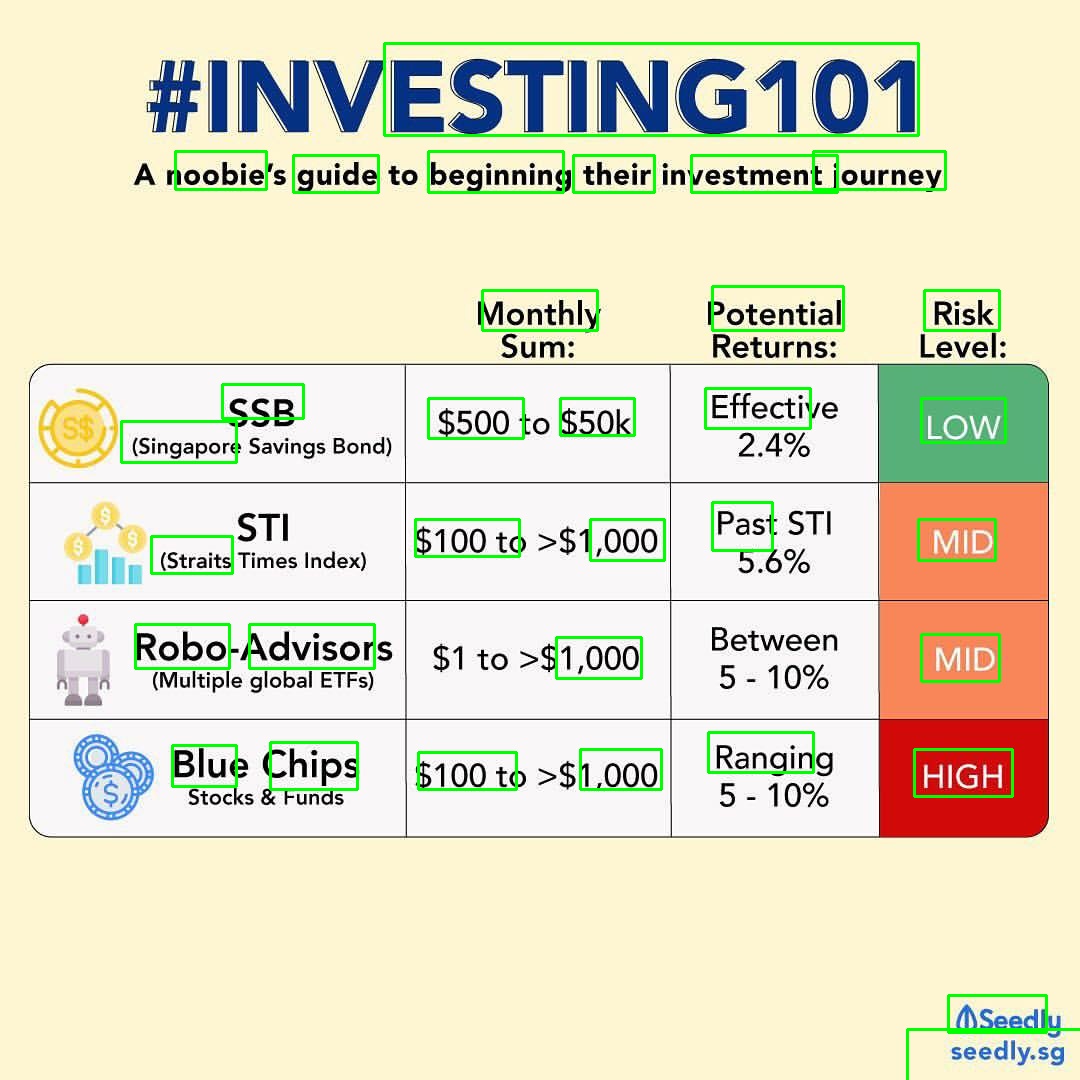 #INVESTING101
A noobie's guide to beginning their investment journey
Monthly Sum:
Potential Returns:
Risk Level:
S$
SSB
(Singapore Savings Bond)
$500 to $50k
Effective
2.4%
LOW
STI
(Straits Times Index)
$100 to >$1,000
Past STI
5.6%
MID
Robo-Advisors
(Multiple global ETFs)
$1 to >$1,000
Between
5 - 10%
MID
Blue Chips
Stocks & Funds
$100 to >$1,000
Ranging
5 - 10%
HIGH
Seedly
seedly.sg